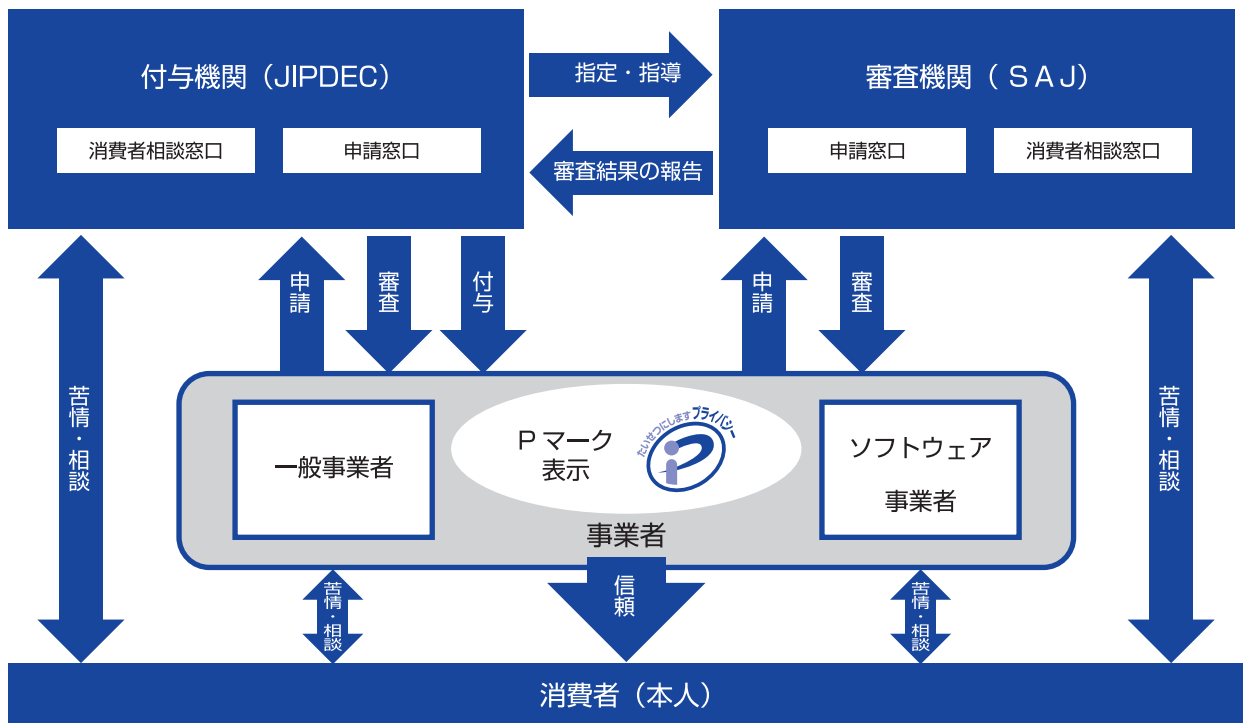 付与機関（JIPDEC）
消費者相談窓口
申請窓口
指定・指導
審査結果の報告
審査機関（ＳＡＪ）
申請窓口
消費者相談窓口
苦情・相談
申請
審査
付与
申請
審査
苦情・相談
一般事業者
Ｐマーク
表示
たいせつにしますプライバシー
ソフトウェア
事業者
事業者
苦情・相談
信頼
苦情・相談
消費者（本人）